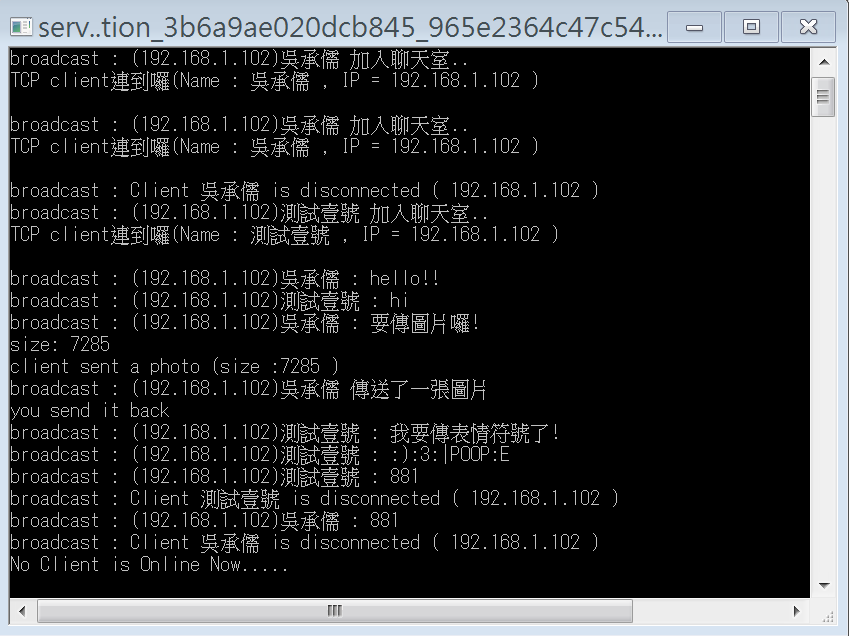 serv..tion_3b6a9ae020dcb845_965e2364c47c54...
broadcast : (192.168.1.102)吳承儒 加入聊天室..
TCP client連到囉(Name : 吳承儒 , IP = 192.168.1.102 )
broadcast : (192.168.1.102)吳承儒 加入聊天室..
TCP client連到囉(Name : 吳承儒 , IP = 192.168.1.102 )
broadcast : Client 吳承儒 is disconnected ( 192.168.1.102 )
broadcast : (192.168.1.102)測試壹號 加入聊天室..
TCP client連到囉(Name : 測試壹號 , IP = 192.168.1.102 )
broadcast : (192.168.1.102)吳承儒 : hello!!
broadcast : (192.168.1.102)測試壹號 : hi
broadcast : (192.168.1.102)吳承儒 : 要傳圖片囉!
size: 7285
client sent a photo (size :7285 )
broadcast : (192.168.1.102)吳承儒 傳送了一張圖片
you send it back
broadcast : (192.168.1.102)測試壹號 : 我要傳表情符號了!
broadcast : (192.168.1.102)測試壹號 : :):3:|POOP:E
broadcast : (192.168.1.102)測試壹號 : 881
broadcast : Client 測試壹號 is disconnected ( 192.168.1.102 )
broadcast : (192.168.1.102)吳承儒 : 881
broadcast : Client 吳承儒 is disconnected ( 192.168.1.102 )
No Client is Online Now.....